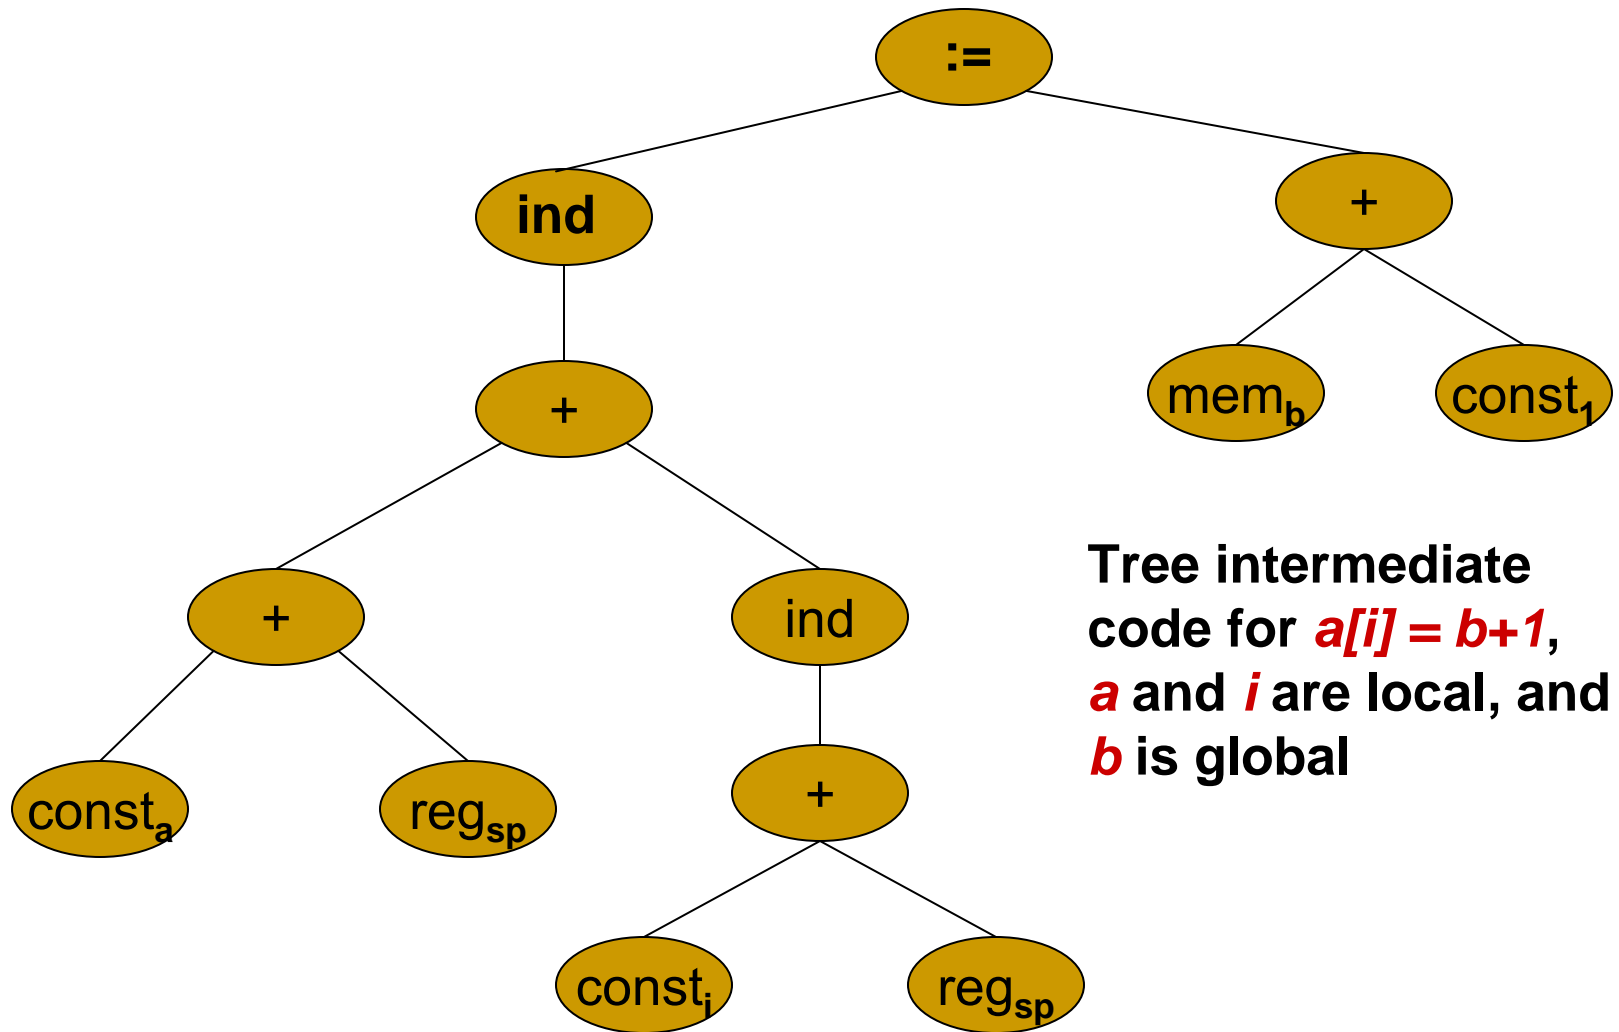 :=
ind
+
+
mem_b
const_1
+
ind
const_a
reg_sp
+
const_i
reg_sp
Tree intermediate
code for a[i] = b+1,
a and i are local, and
b is global